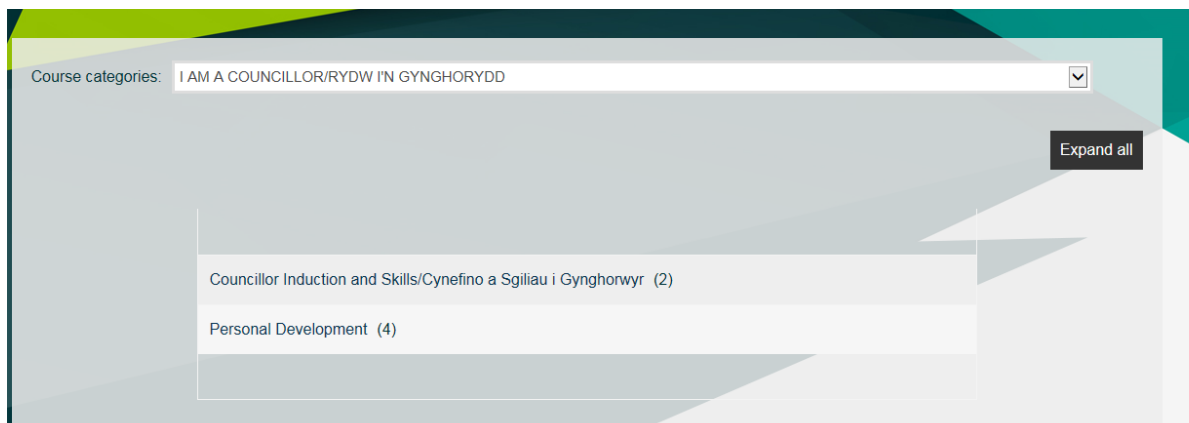 Course categories: I AM A COUNCILLOR/RYDW I'N GYNGHORYDD
Expand all
Councillor Induction and Skills/Cynefino a Sgiliau i Gynghorwyr (2)
Personal Development (4)